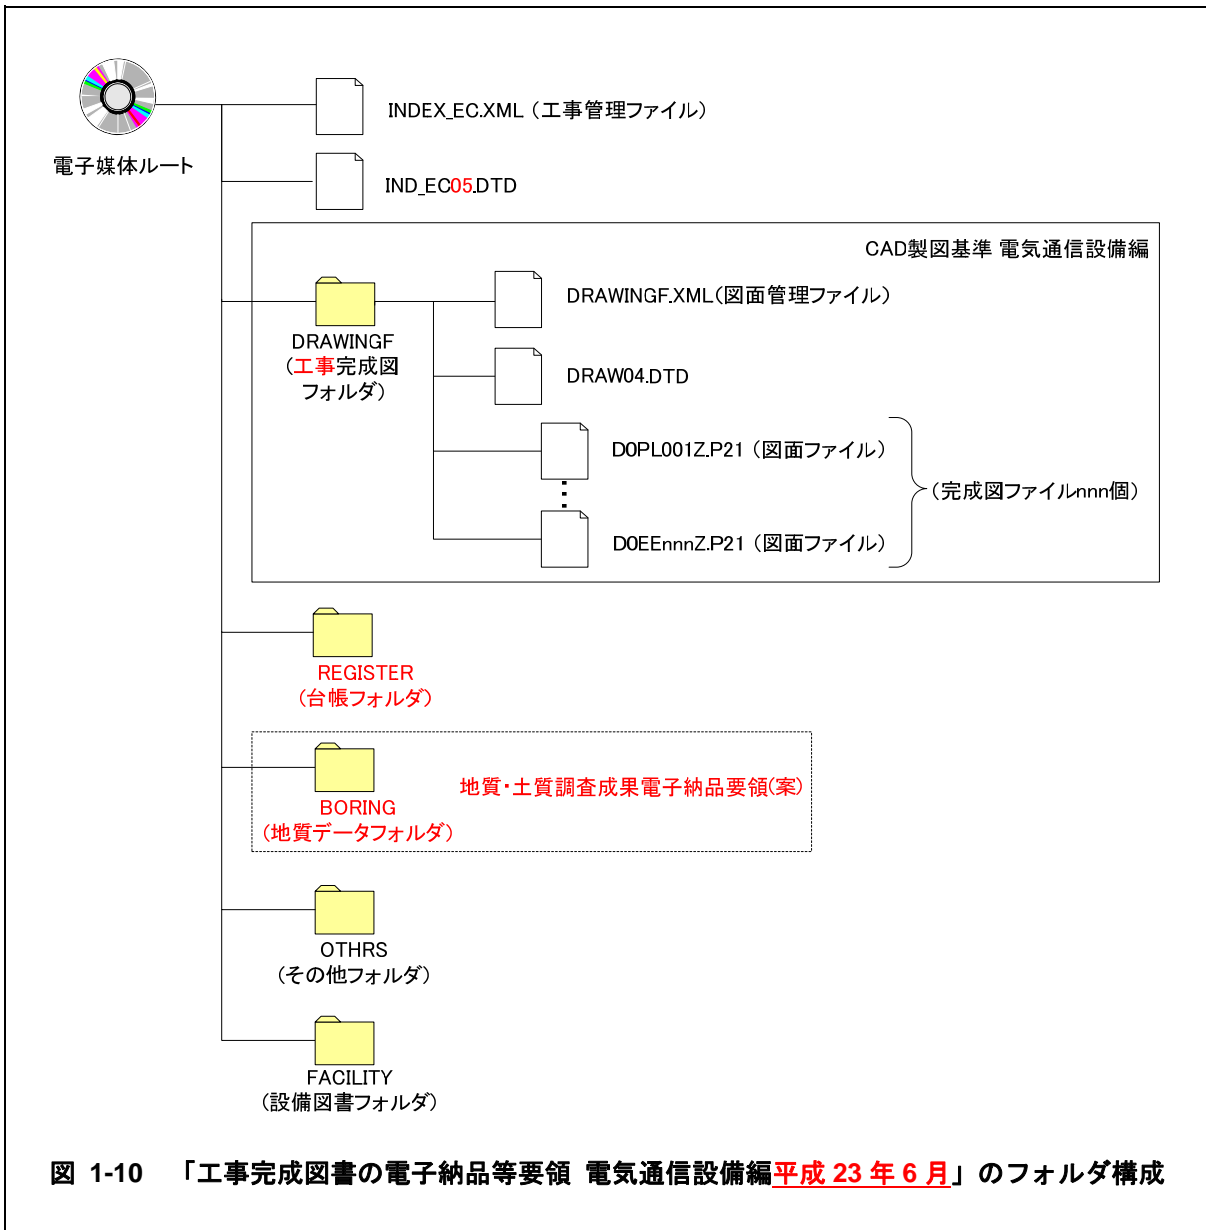 電子媒体ルート
INDEX_EC.XML（工事管理ファイル）
IND_EC05.DTD
CAD製図基準 電気通信設備編
DRAWINGF
（工事完成図
フォルダ）
DRAWINGF.XML（図面管理ファイル）
DRAW04.DTD
D0PL001Z.P21（図面ファイル）
D0EEnnnZ.P21（図面ファイル）
（完成図ファイルnnn個）
REGISTER
（台帳フォルダ）
BORING
（地質データフォルダ）
地質・土質調査成果電子納品要領(案)
OTHRS
（その他フォルダ）
FACILITY
（設備図書フォルダ）
図 1-10 「工事完成図書の電子納品等要領 電気通信設備編平成 23 年 6 月」のフォルダ構成